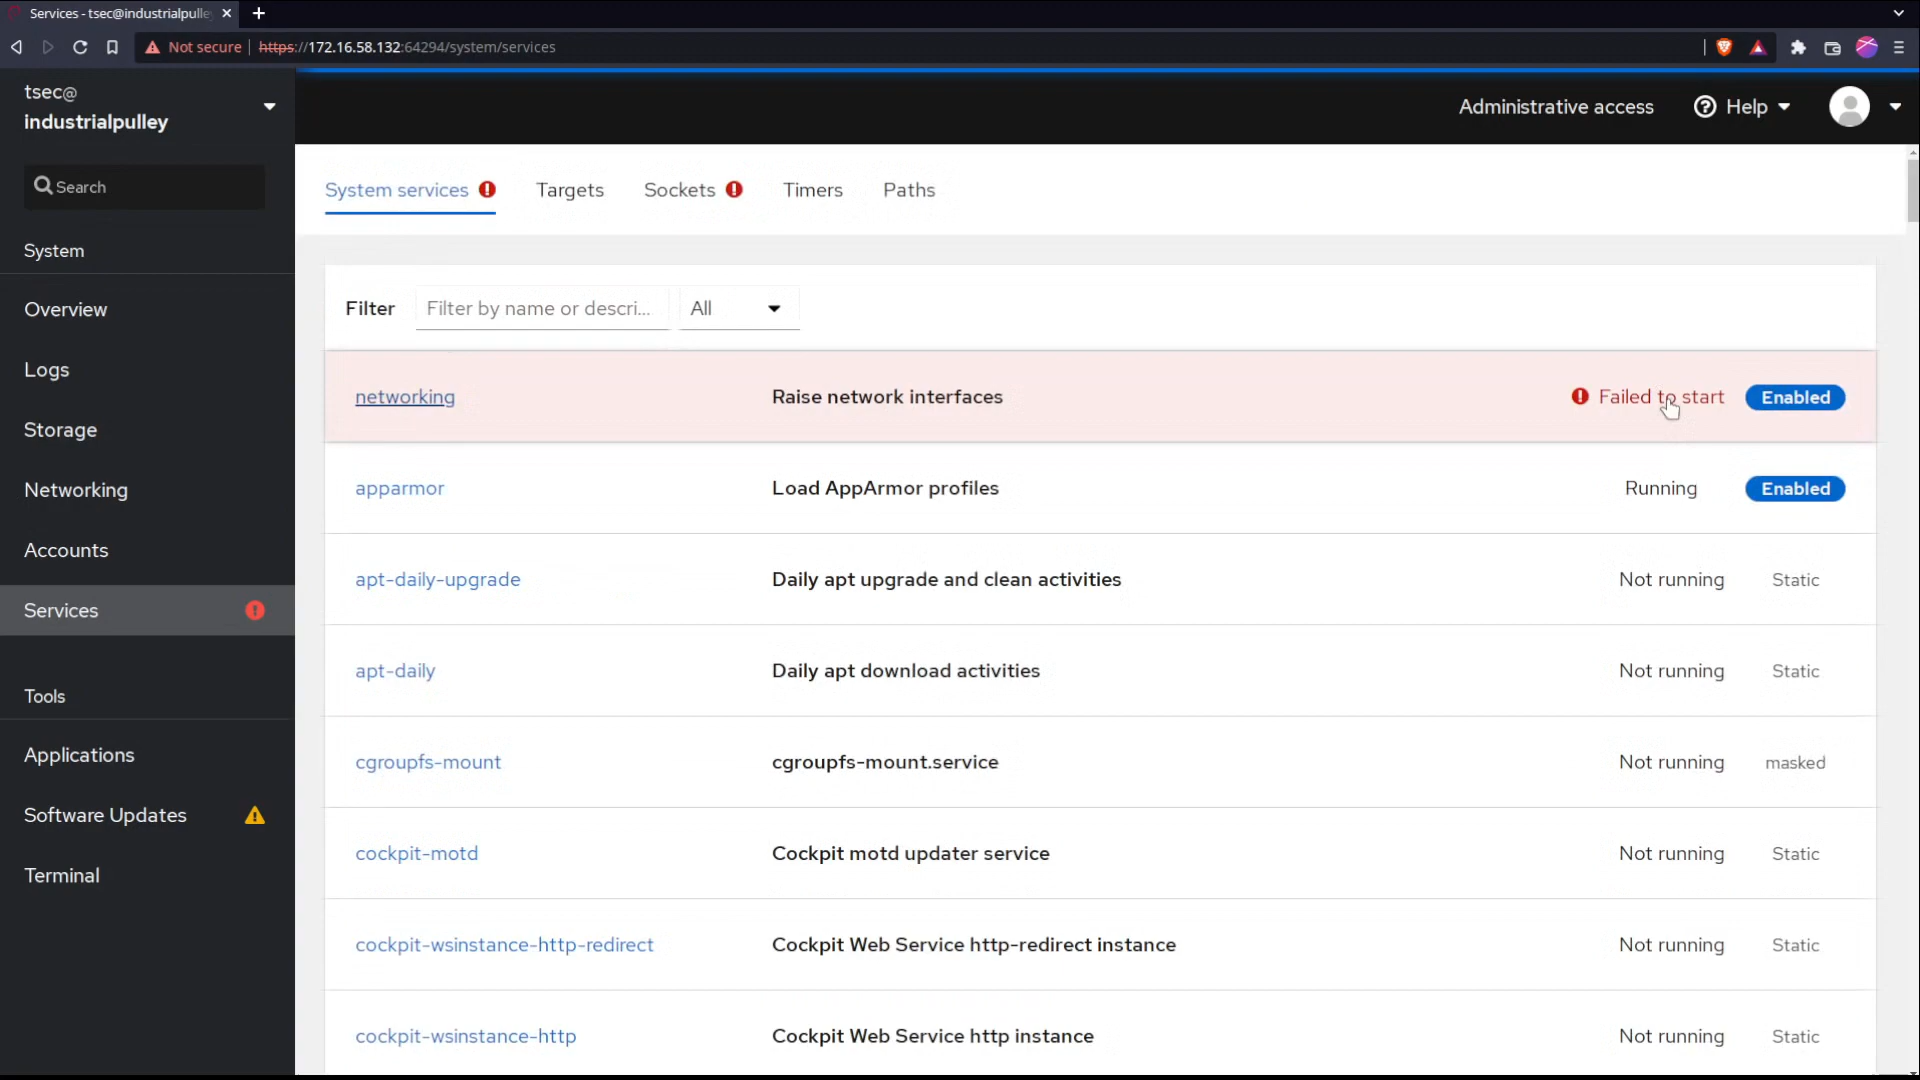 Services - tsec@industrialpulle
Not secure https://172.16.58.132:64294/system/services
tsec@
industrialpulley
Administrative access
Help
Search
System services
Targets
Sockets
Timers
Paths
System
Overview
Logs
Storage
Networking
Accounts
Services
Tools
Applications
Software Updates
Terminal
Filter
Filter by name or descri...
All
networking Raise network interfaces Failed to start Enabled
apparmor Load AppArmor profiles Running Enabled
apt-daily-upgrade Daily apt upgrade and clean activities Not running Static
apt-daily Daily apt download activities Not running Static
cgroupfs-mount cgroupfs-mount.service Not running masked
cockpit-motd Cockpit motd updater service Not running Static
cockpit-wsinstance-http-redirect Cockpit Web Service http-redirect instance Not running Static
cockpit-wsinstance-http Cockpit Web Service http instance Not running Static